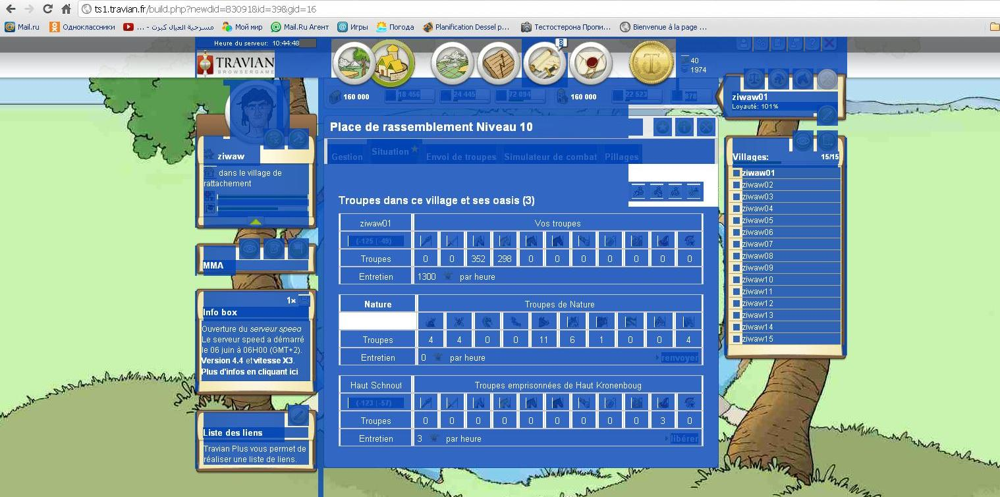 ts1.travian.fr/build.php?newdid=83091&id=39&gid=16
Mail.ru Одноклассники مسرحية العيال كبرت - ... Мой мир Mail.Ru Агент Игры Погода Planification Dessel p... Тестостерона Пропи... Bienvenue à la page ...
Heure du serveur: 10:44:48
TRAVIAN
BROWSERGAME
3
40
1974
160 000 18 456 24 445 72 094 160 000 22 523 878
ziwaw01
Loyauté: 101%
Place de rassemblement Niveau 10
Gestion Situation Envoi de troupes Simulateur de combat Pillages
ziwaw
dans le village de
rattachement
MMA
1×
Info box
Ouverture du serveur speed
Le serveur speed a démarré
le 06 juin à 06H00 (GMT+2).
Version 4.4 et vitesse X3.
Plus d'infos en cliquant ici
Liste des liens
Travian Plus vous permet de
réaliser une liste de liens.
Troupes dans ce village et ses oasis (3)
ziwaw01 Vos troupes
(-125 | -49)
Troupes 0 0 352 298 0 0 0 0 0 0 0
Entretien 1300 par heure
Nature Troupes de Nature
Troupes 4 4 0 0 11 6 1 0 0 4
Entretien 0 par heure renvoyer
Haut Schnout Troupes emprisonnées de Haut Kronenboug
(-123 | -57)
Troupes 0 0 0 0 0 0 0 0 0 3 0
Entretien 3 par heure libérer
Villages: 15/15
ziwaw01
ziwaw02
ziwaw03
ziwaw04
ziwaw05
ziwaw06
ziwaw07
ziwaw08
ziwaw09
ziwaw10
ziwaw11
ziwaw12
ziwaw13
ziwaw14
ziwaw15